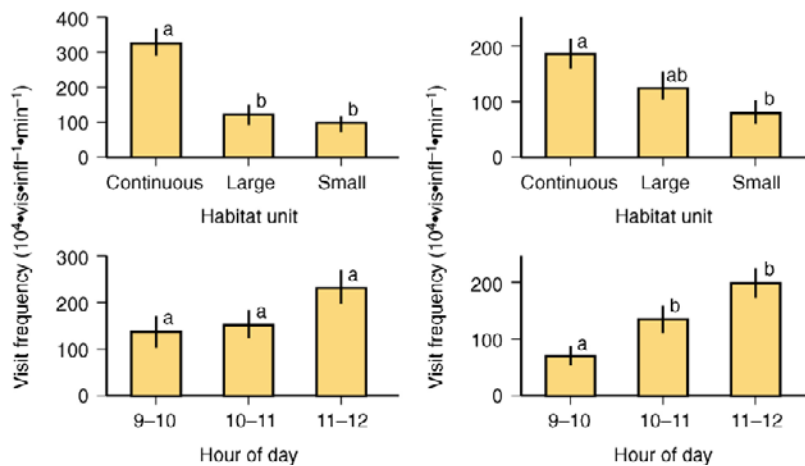 Visit frequency (10⁴•vis•infl⁻¹•min⁻¹)
400
300
200
100
0
a
b
b
Continuous Large Small
Habitat unit
Visit frequency (10⁴•vis•infl⁻¹•min⁻¹)
200
100
0
a
ab
b
Continuous Large Small
Habitat unit
300
200
100
0
a
a
a
9–10 10–11 11–12
Hour of day
200
100
0
a
b
b
9–10 10–11 11–12
Hour of day